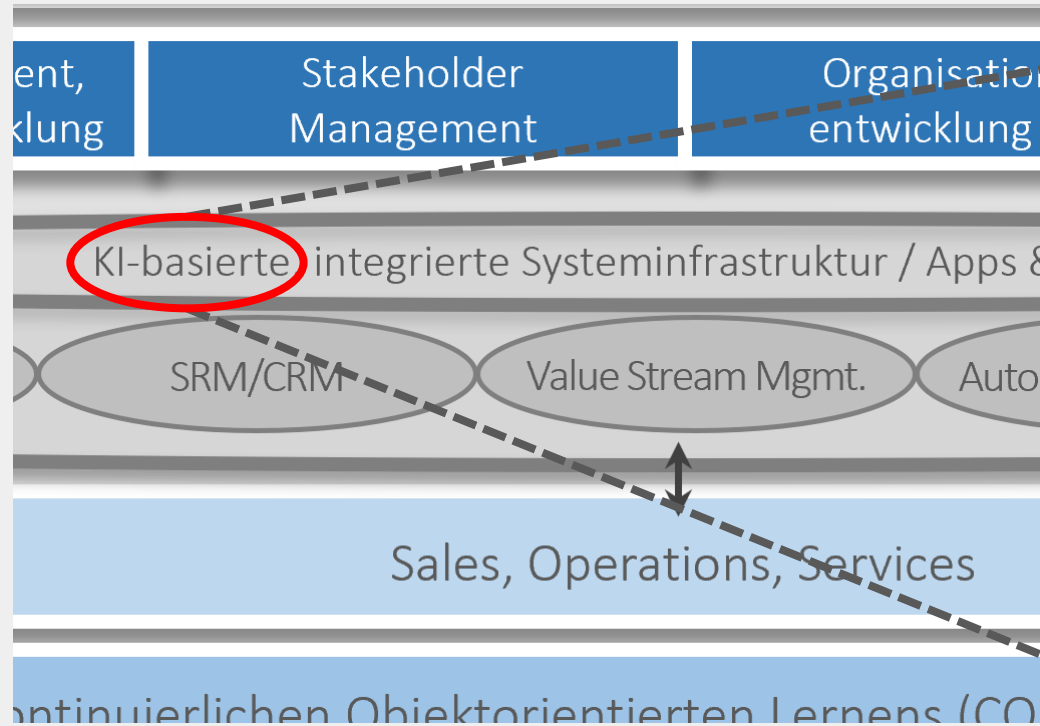 ent,
klung
Stakeholder
Management
Organisation
entwicklung
KI-basierte integrierte Systeminfrastruktur / Apps &
SRM/CRM
Value Stream Mgmt.
Auto
Sales, Operations, Services
ontinuierlichen Objektorientierten Lernens (CO